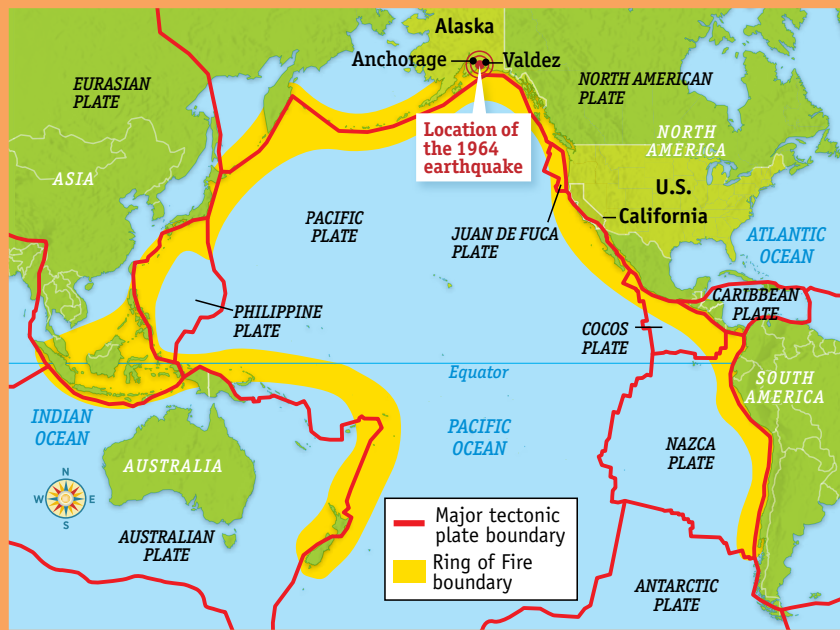 Alaska
Anchorage
Valdez
EURASIAN
PLATE
NORTH AMERICAN
PLATE
Location of
the 1964
earthquake
NORTH
AMERICA
ASIA
U.S.
California
PACIFIC
PLATE
JUAN DE FUCA
PLATE
ATLANTIC
OCEAN
PHILIPPINE
PLATE
CARIBBEAN
PLATE
COCOS
PLATE
Equator
SOUTH
AMERICA
INDIAN
OCEAN
PACIFIC
OCEAN
AUSTRALIA
NAZCA
PLATE
N
W
E
S
AUSTRALIAN
PLATE
Major tectonic
plate boundary
Ring of Fire
boundary
ANTARCTIC
PLATE